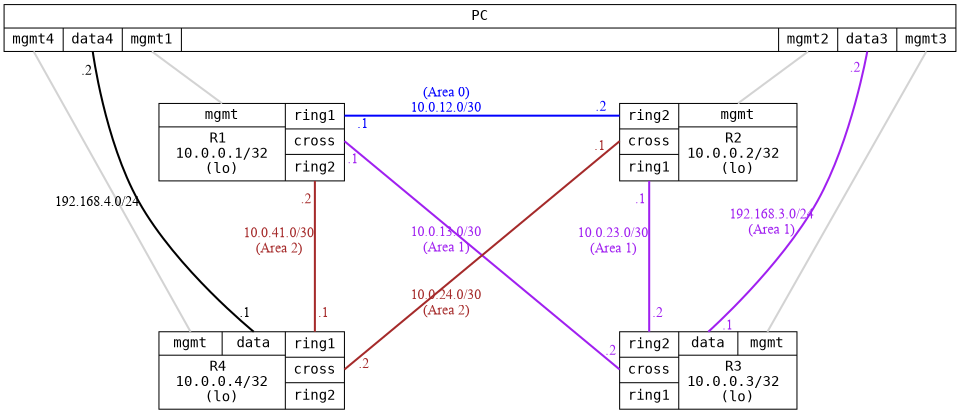 PC
mgmt4 data4 mgmt1 mgmt2 data3 mgmt3
.2 .2
(Area 0)
10.0.12.0/30
mgmt ring1 .1 .2 ring2 mgmt
R1 cross cross R2
10.0.0.1/32 .1 .1 10.0.0.2/32
(lo) ring2 ring1 (lo)
.2 .1
192.168.4.0/24 192.168.3.0/24
(Area 1)
10.0.41.0/30 10.0.13.0/30 10.0.23.0/30
(Area 2) (Area 1) (Area 1)
10.0.24.0/30
(Area 2)
.1 .1 .2 .1
mgmt data ring1 ring2 data mgmt
.2 .2
R4 cross cross R3
10.0.0.4/32 10.0.0.3/32
(lo) ring2 ring1 (lo)